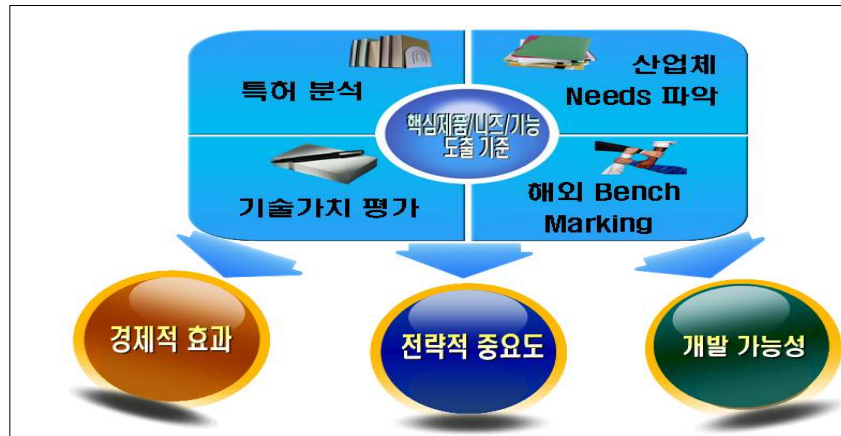 특허 분석
산업체
Needs 파악
핵심제품/니즈/기능
도출 기준
기술가치 평가
해외 Bench
Marking
경제적 효과
전략적 중요도
개발 가능성